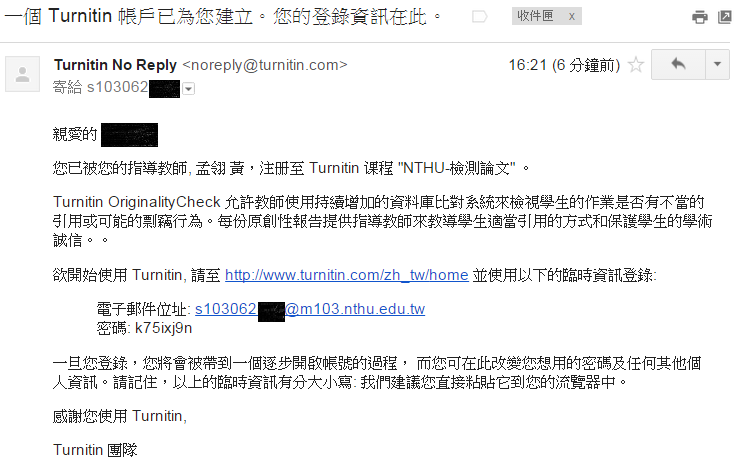 一個 Turnitin 帳戶已為您建立。您的登錄資訊在此。
收件匣 x
Turnitin No Reply <noreply@turnitin.com>
16:21 (6 分鐘前)
寄給 s103062
親愛的
您已被您的指導教師, 孟翎 黃，注册至 Turnitin 课程 "NTHU-檢測論文" 。
Turnitin OriginalityCheck 允許教師使用持續增加的資料庫比對系統來檢視學生的作業是否有不當的
引用或可能的剽竊行為。每份原創性報告提供指導教師來教導學生適當引用的方式和保護學生的學術
誠信。。
欲開始使用 Turnitin, 請至 http://www.turnitin.com/zh_tw/home 並使用以下的臨時資訊登錄:
電子郵件位址: s103062 @m103.nthu.edu.tw
密碼: k75ixj9n
一旦您登錄，您將會被帶到一個逐步開啟帳號的過程， 而您可在此改變您想用的密碼及任何其他個
人資訊。請記住，以上的臨時資訊有分大小寫: 我們建議您直接粘貼它到您的流覽器中。
感謝您使用 Turnitin,
Turnitin 團隊